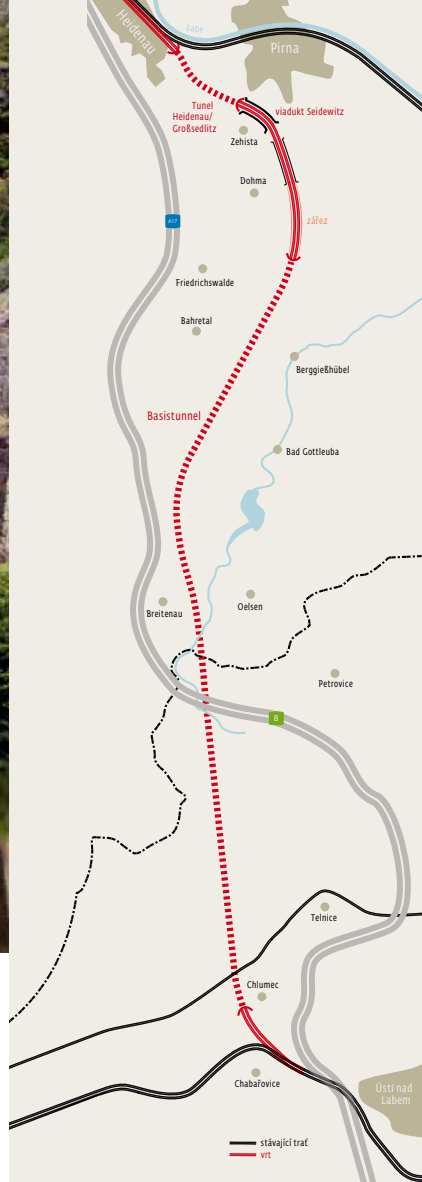 Heidenau
Labe
Pirna
Tunel
Heidenau/
Großsedlitz
viadukt Seidewitz
Zehista
Dohma
zářez
A17
Friedrichswalde
Bahretal
Berggießhübel
Basistunnel
Bad Gottleuba
Oelsen
Breitenau
Petrovice
8
Telnice
Chlumec
Chabařovice
Ústí nad
Labem
stávající trať
vrt